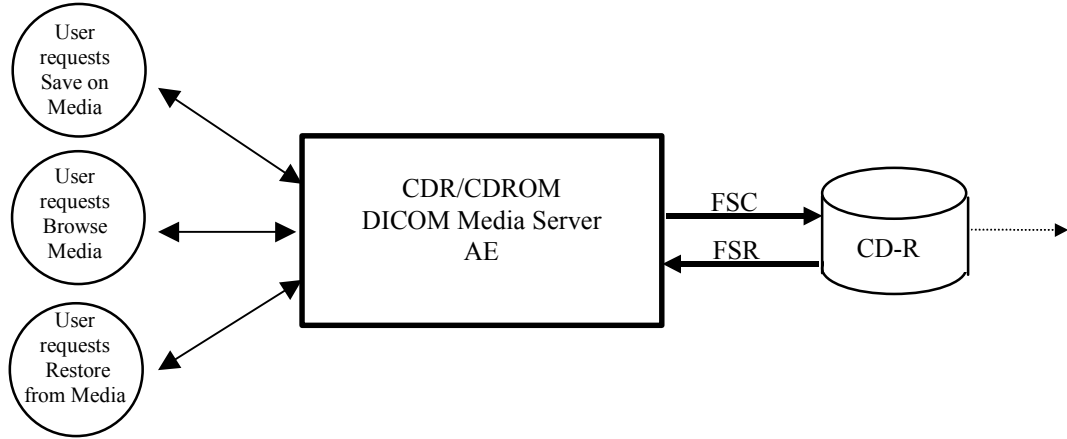 User
requests
Save on
Media
User
requests
Browse
Media
User
requests
Restore
from Media
CDR/CDROM
DICOM Media Server
AE
FSC
FSR
CD-R